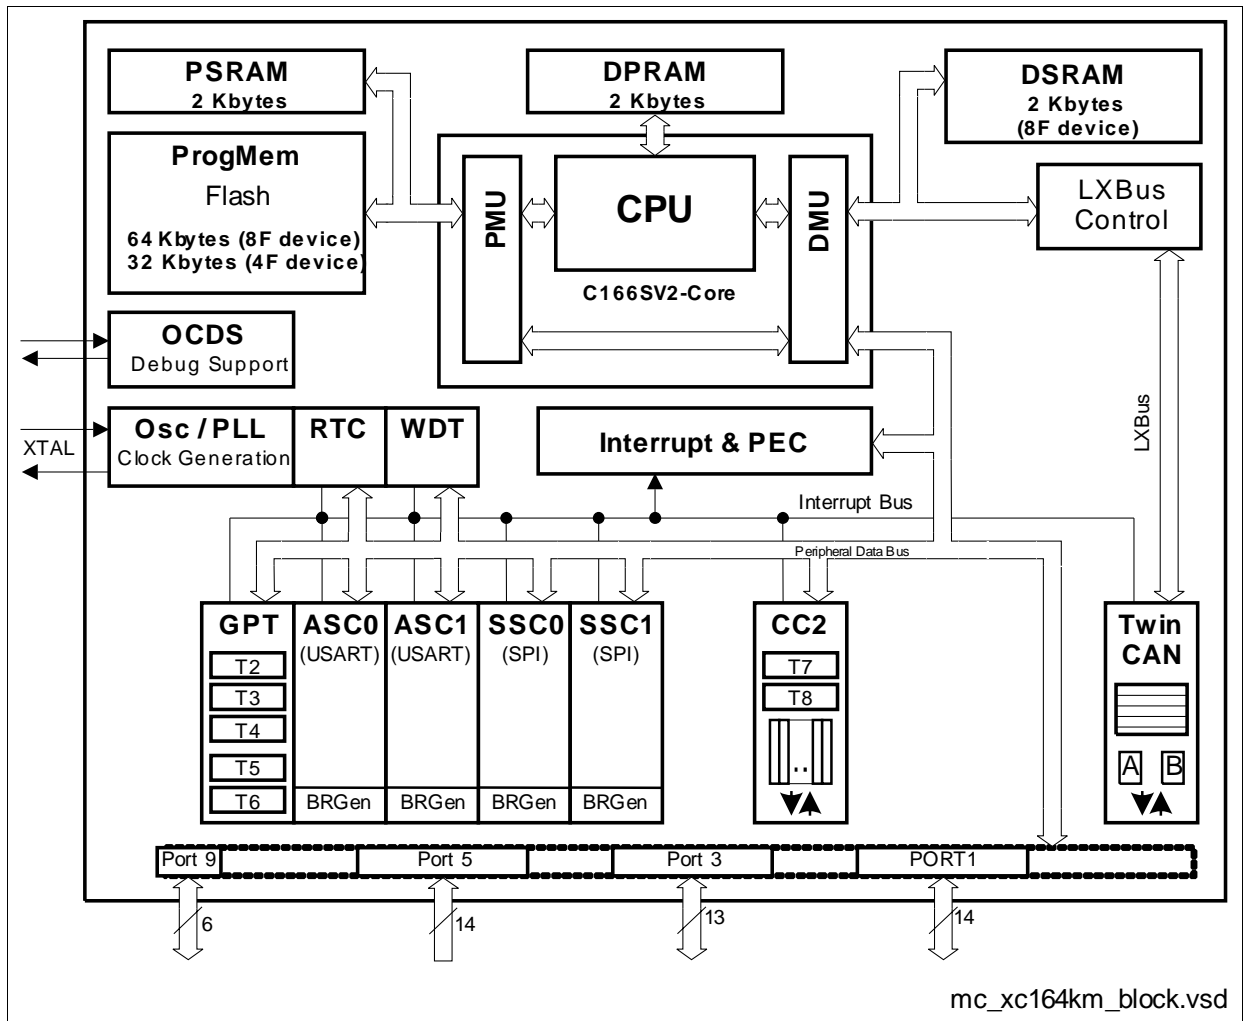 PSRAM
2 Kbytes
DPRAM
2 Kbytes
DSRAM
2 Kbytes
(8F device)
ProgMem
Flash
64 Kbytes (8F device)
32 Kbytes (4F device)
PMU
CPU
DMU
C166SV2-Core
LXBus
Control
OCDS
Debug Support
XTAL
Osc / PLL
Clock Generation
RTC
WDT
Interrupt & PEC
LXBus
Interrupt Bus
Peripheral Data Bus
GPT
T2
T3
T4
T5
T6
ASC0
(USART)
BRGen
ASC1
(USART)
BRGen
SSC0
(SPI)
BRGen
SSC1
(SPI)
BRGen
CC2
T7
T8
..
Twin
CAN
A
B
Port 9
Port 5
Port 3
PORT1
6
14
13
14
mc_xc164km_block.vsd